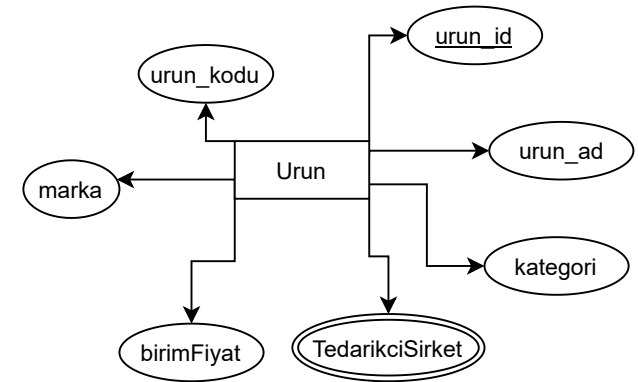 urun_id
urun_kodu
urun_ad
Urun
marka
kategori
TedarikciSirket
birimFiyat